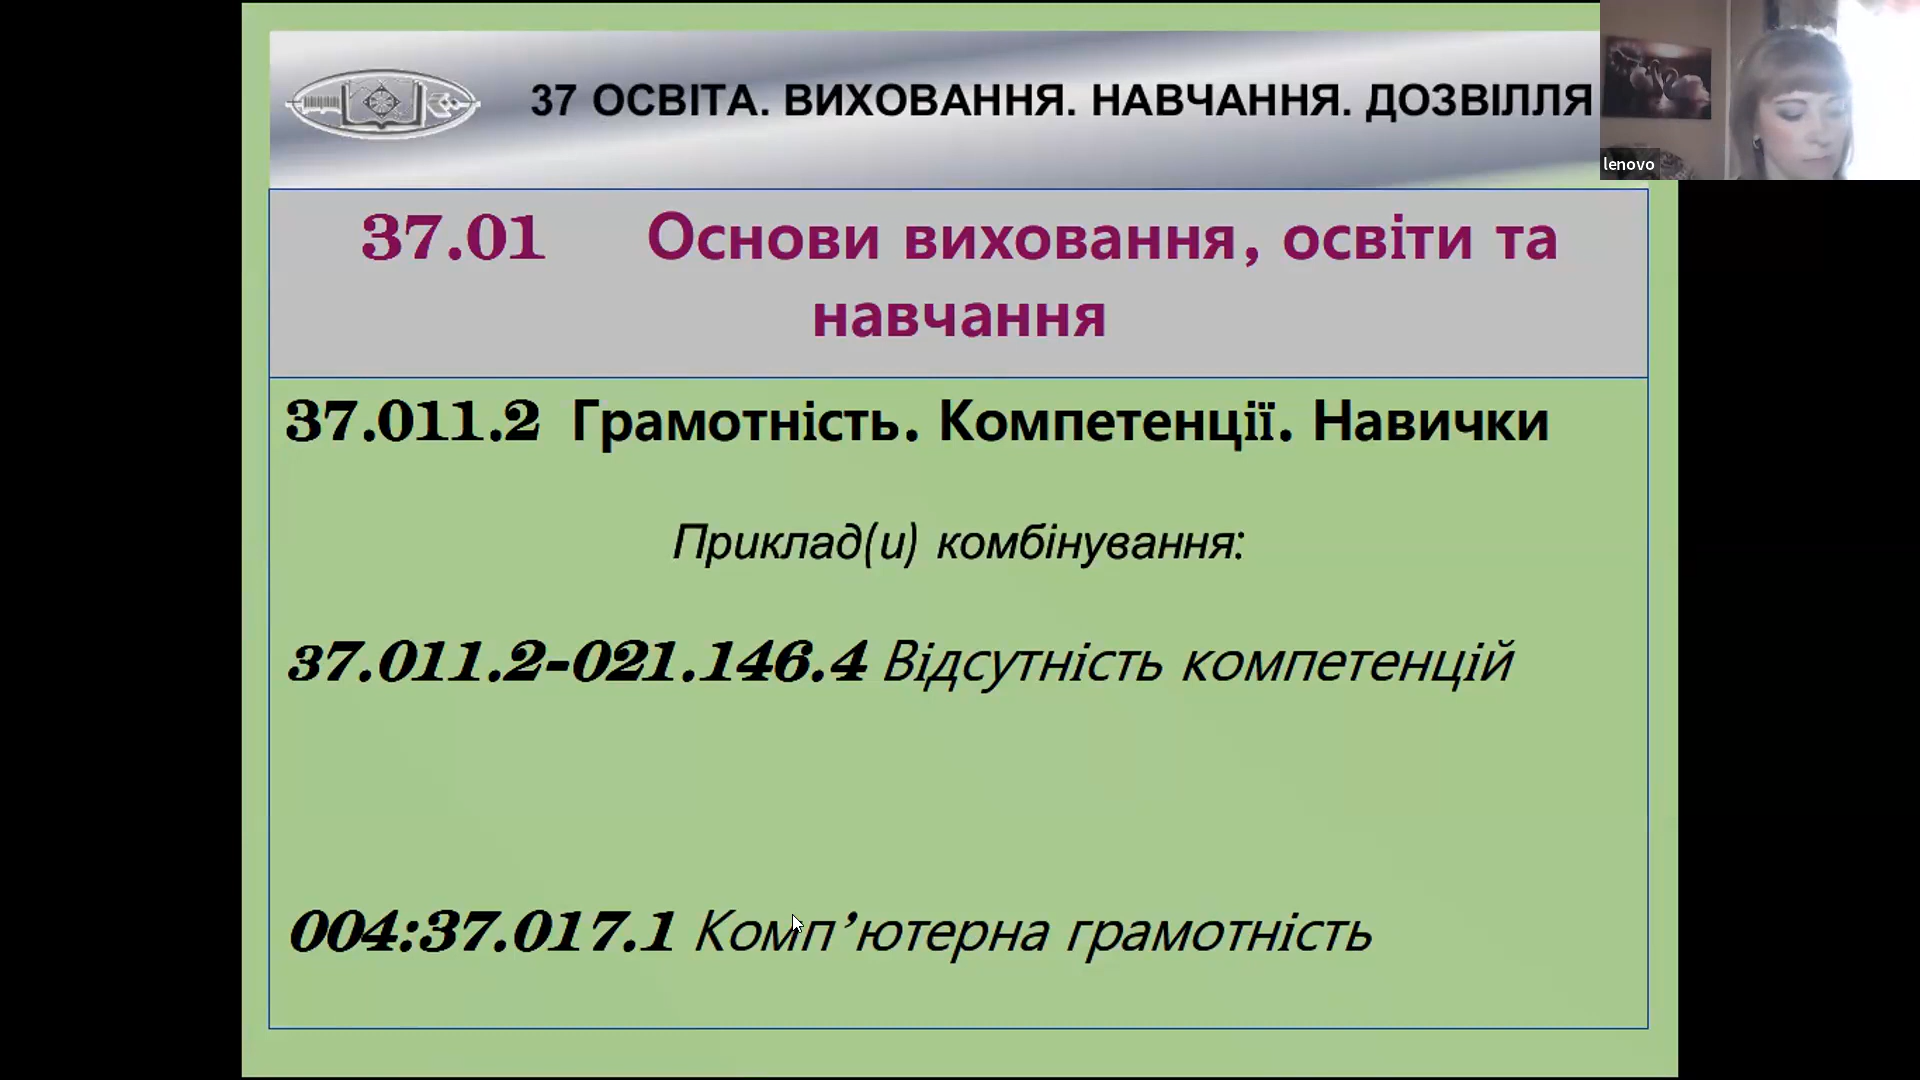 37 ОСВІТА. ВИХОВАННЯ. НАВЧАННЯ. ДОЗВІЛЛЯ
lenovo
37.01 Основи виховання, освіти та
навчання
37.011.2 Грамотність. Компетенції. Навички
Приклад(и) комбінування:
37.011.2-021.146.4 Відсутність компетенцій
004:37.017.1 Комп’ютерна грамотність